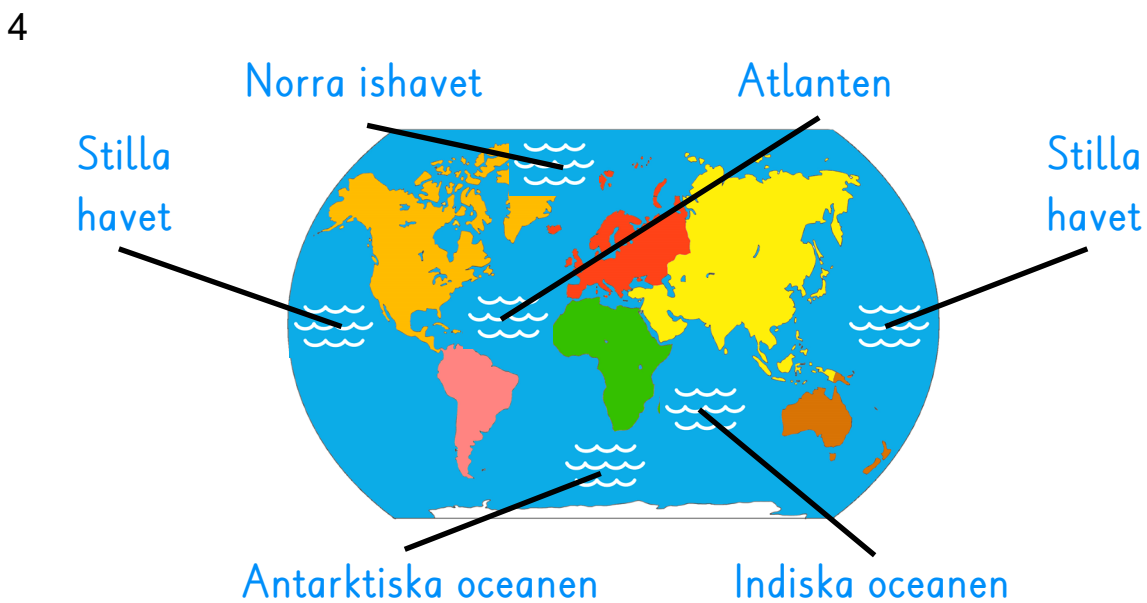 4
Norra ishavet
Atlanten
Stilla
havet
Stilla
havet
Antarktiska oceanen
Indiska oceanen